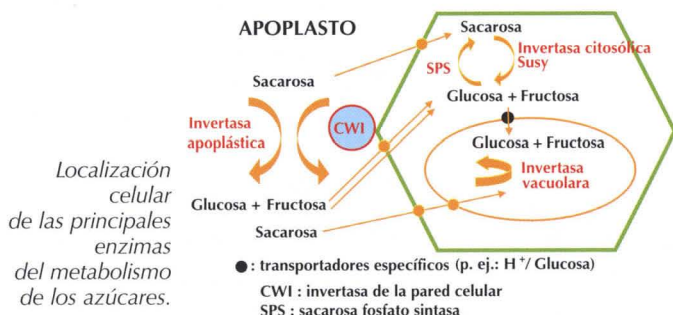 APOPLASTO
Sacarosa
Invertasa citosólica
Susy
SPS
Glucosa + Fructosa
Sacarosa
Invertasa
apoplástica
CWI
Glucosa + Fructosa
Glucosa + Fructosa
Invertasa
vacuolara
Sacarosa
Localización
celular
de las principales
enzimas
del metabolismo
de los azúcares.
: transportadores específicos (p. ej.: H+/ Glucosa)
CWI : invertasa de la pared celular
SPS : sacarosa fosfato sintasa